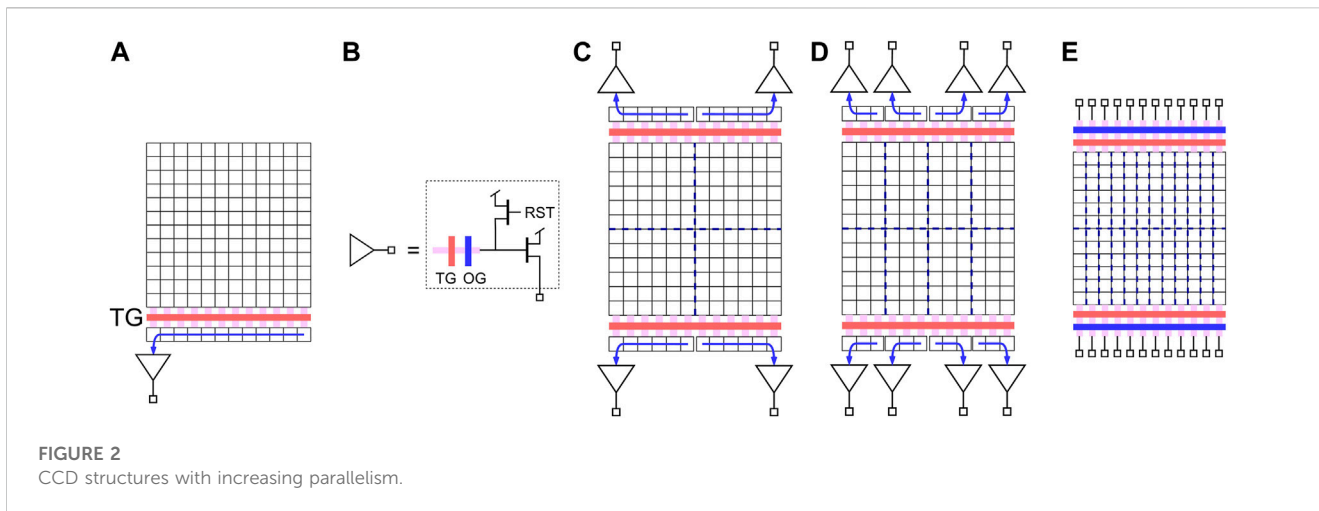 A
B
C
D
E
RST
TG OG
TG
=
FIGURE 2
CCD structures with increasing parallelism.